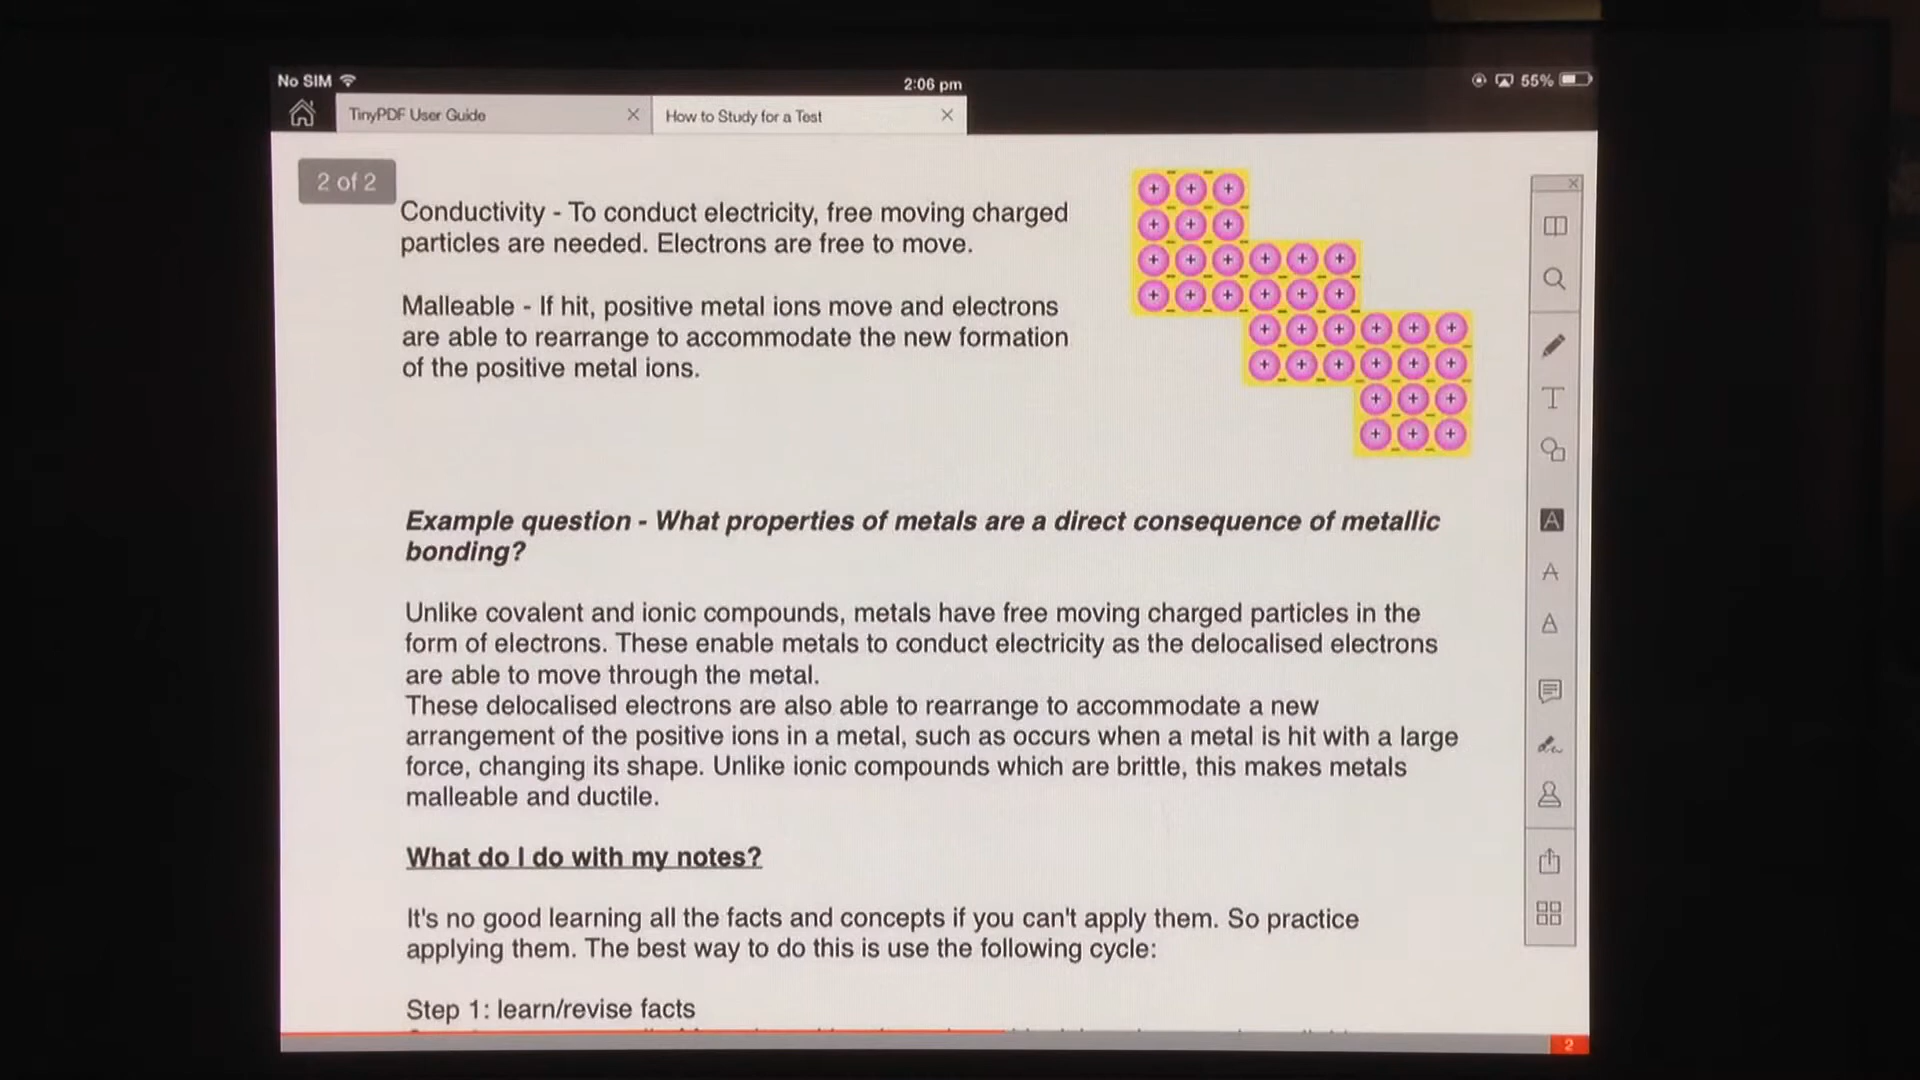 No SIM
2:06 pm
55%
TinyPDF User Guide
How to Study for a Test
2 of 2
Conductivity - To conduct electricity, free moving charged
particles are needed. Electrons are free to move.
Malleable - If hit, positive metal ions move and electrons
are able to rearrange to accommodate the new formation
of the positive metal ions.
Example question - What properties of metals are a direct consequence of metallic
bonding?
Unlike covalent and ionic compounds, metals have free moving charged particles in the
form of electrons. These enable metals to conduct electricity as the delocalised electrons
are able to move through the metal.
These delocalised electrons are also able to rearrange to accommodate a new
arrangement of the positive ions in a metal, such as occurs when a metal is hit with a large
force, changing its shape. Unlike ionic compounds which are brittle, this makes metals
malleable and ductile.
What do I do with my notes?
It's no good learning all the facts and concepts if you can't apply them. So practice
applying them. The best way to do this is use the following cycle:
Step 1: learn/revise facts
2